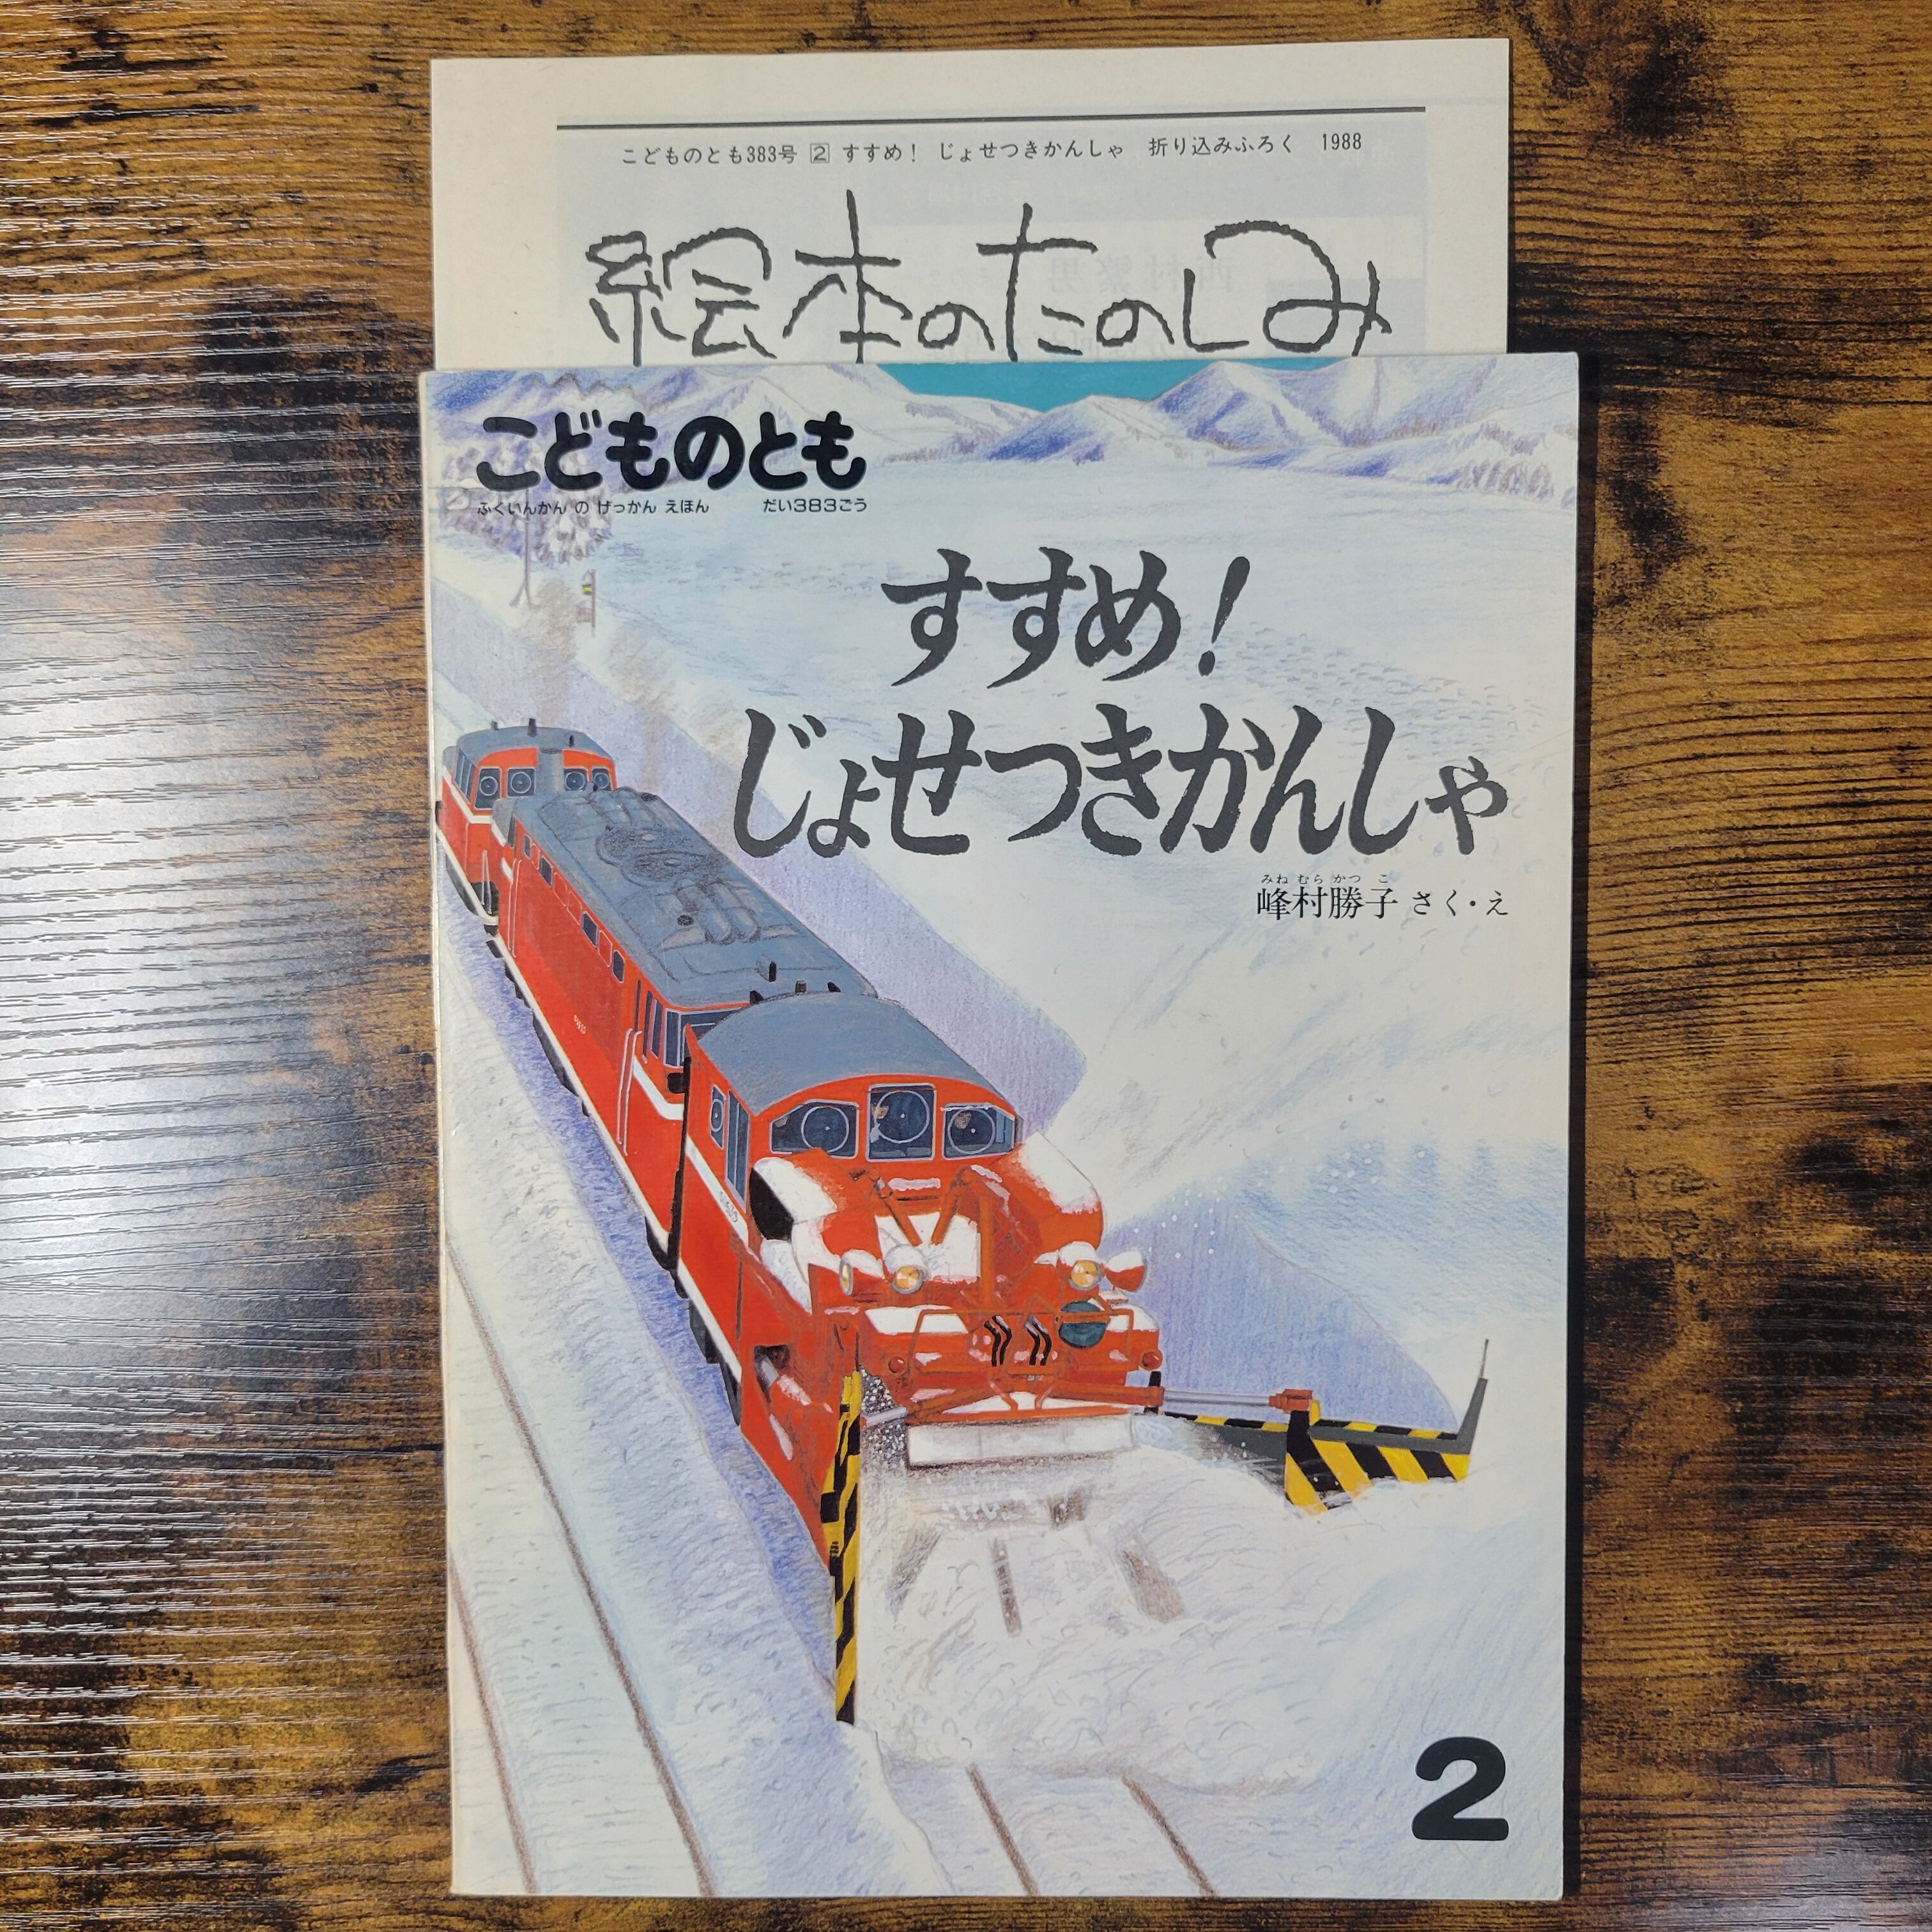 こどものとも383号 2 すすめ! じょせつきかんしゃ 折り込みふろく 1988
絵本のたのしみ
こどものとも
ふくいんかん の げっかん えほん だい383ごう
すすめ!
じょせつきかんしゃ
みね むら かつ こ
峰村勝子 さく・え
2